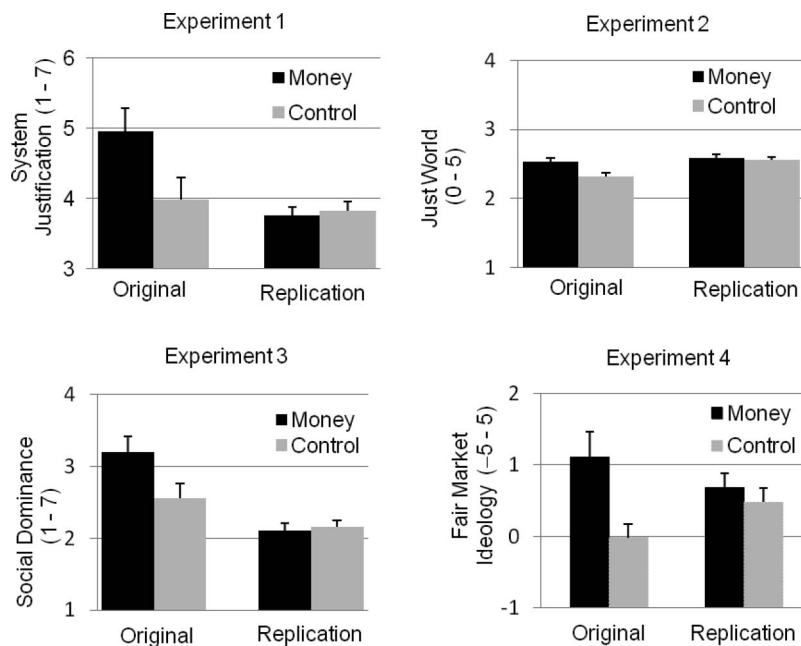 Experiment 1
System
Justification (1 - 7)
6
5
4
3
Money
Control
Original
Replication
Experiment 2
Just World
(0 - 5)
4
3
2
1
Money
Control
Original
Replication
Experiment 3
Social Dominance
(1 - 7)
4
3
2
1
Money
Control
Original
Replication
Experiment 4
Fair Market
Ideology (−5 - 5)
2
1
0
-1
Money
Control
Original
Replication